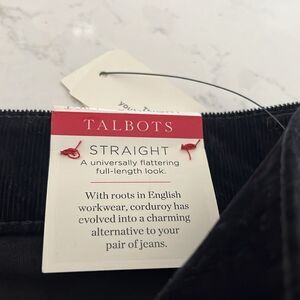 TALBOTS
STRAIGHT
A universally flattering
full-length look.
With roots in English
workwear, corduroy has
evolved into a charming
alternative to your
pair of jeans.